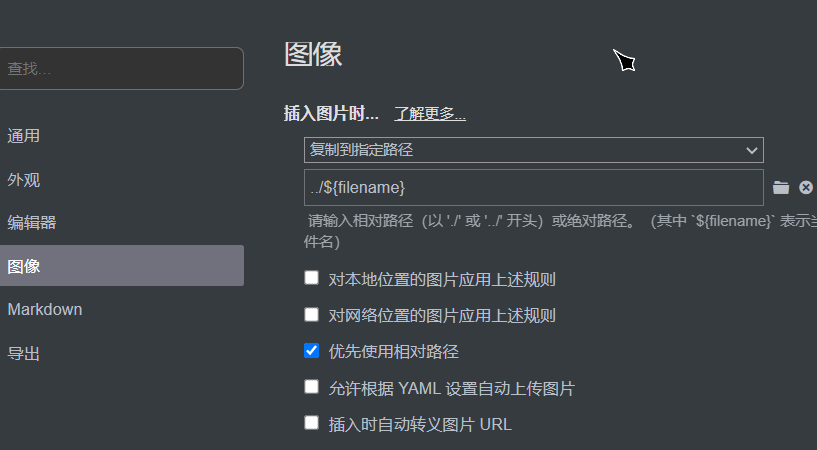 图像
查找...
插入图片时... 了解更多...
通用
复制到指定路径
外观
../${filename}
编辑器
请输入相对路径（以 './' 或 '../' 开头）或绝对路径。（其中 `${filename}` 表示当
件名）
图像
对本地位置的图片应用上述规则
Markdown
对网络位置的图片应用上述规则
导出
优先使用相对路径
允许根据 YAML 设置自动上传图片
插入时自动转义图片 URL